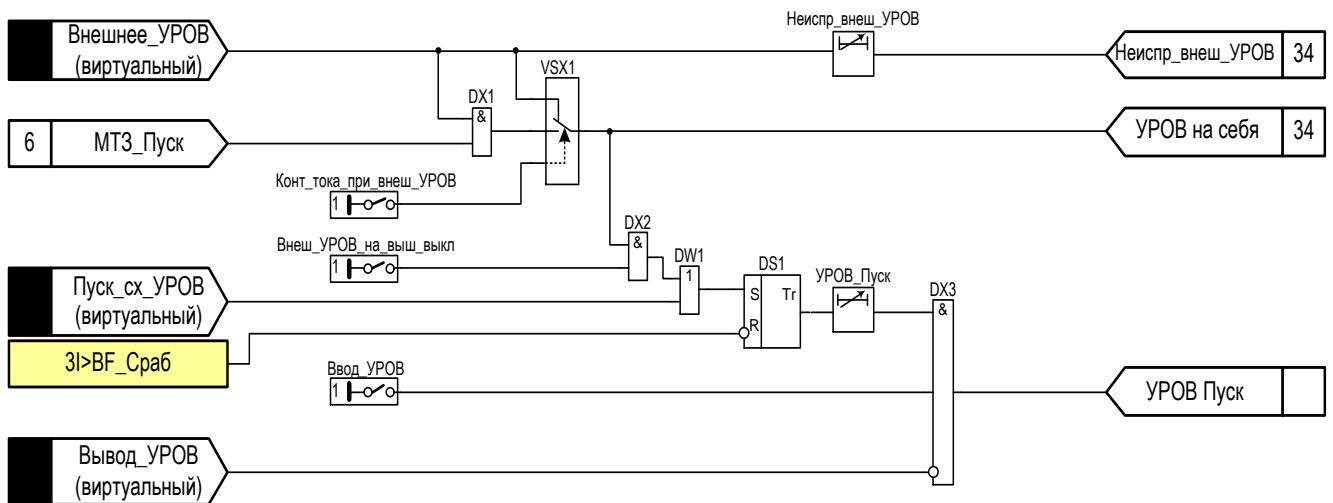 Внешнее_УРОВ
(виртуальный)
Неиспр_внеш_УРОВ
Неиспр_внеш_УРОВ 34
VSX1
DX1
&
6 МТЗ_Пуск
УРОВ на себя 34
Конт_тока_при_внеш_УРОВ
1
DX2
&
Внеш_УРОВ_на_выш_выкл
1
DW1
1
Пуск_сх_УРОВ
(виртуальный)
DS1
S Tr
R
УРОВ_Пуск
DX3
&
3I>BF_Сраб
Ввод_УРОВ
1
УРОВ Пуск
Вывод_УРОВ
(виртуальный)